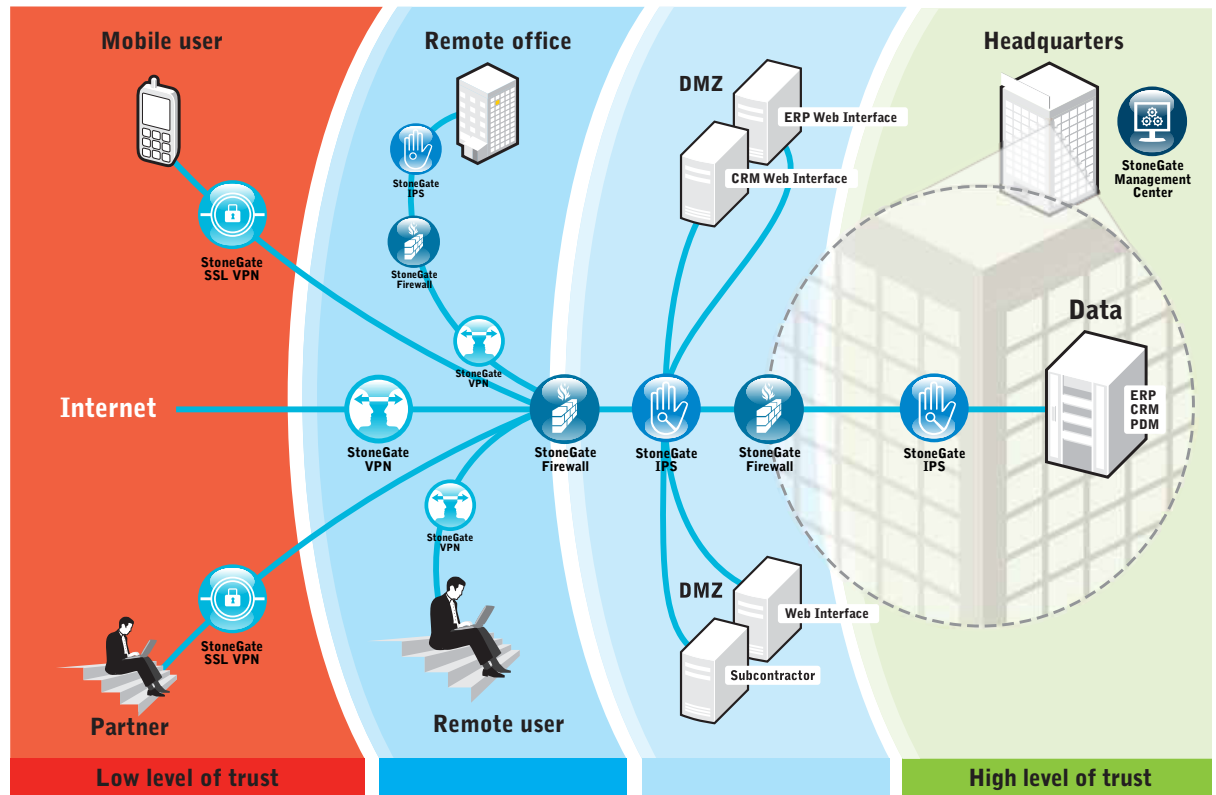 Mobile user
Remote office
DMZ
Headquarters
ERP Web Interface
CRM Web Interface
StoneGate
Management
Center
StoneGate
IPS
StoneGate
SSL VPN
StoneGate
Firewall
StoneGate
VPN
Data
Internet
ERP
CRM
PDM
StoneGate
VPN
StoneGate
Firewall
StoneGate
IPS
StoneGate
Firewall
StoneGate
IPS
StoneGate
VPN
DMZ
Web Interface
StoneGate
SSL VPN
Subcontractor
Partner
Remote user
Low level of trust
High level of trust